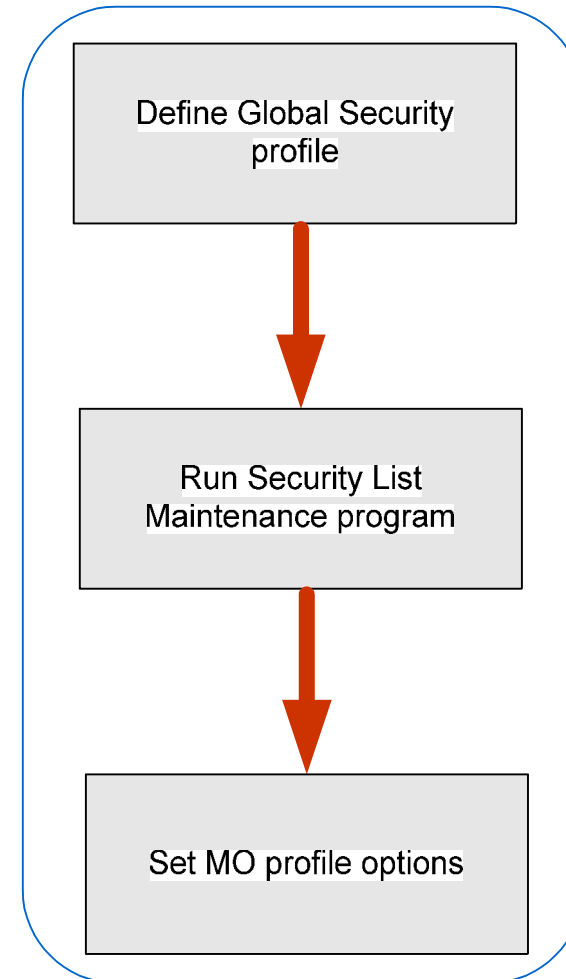 Define Global Security
profile
Run Security List
Maintenance program
Set MO profile options